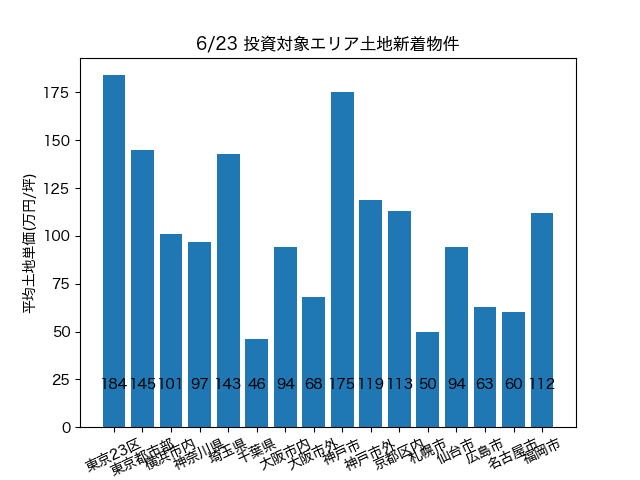 6/23 投資対象エリア土地新着物件
平均土地単価(万円/坪)
175
150
125
100
75
50
25
0
184 145 101 97 143 46 94 68 175 119 113 50 94 63 60 112
東京23区
東京都市部
横浜市内
神奈川県
埼玉県
千葉県
大阪市内
大阪市外
神戸市
神戸市外
京都区内
札幌市
仙台市
広島市
名古屋市
福岡市